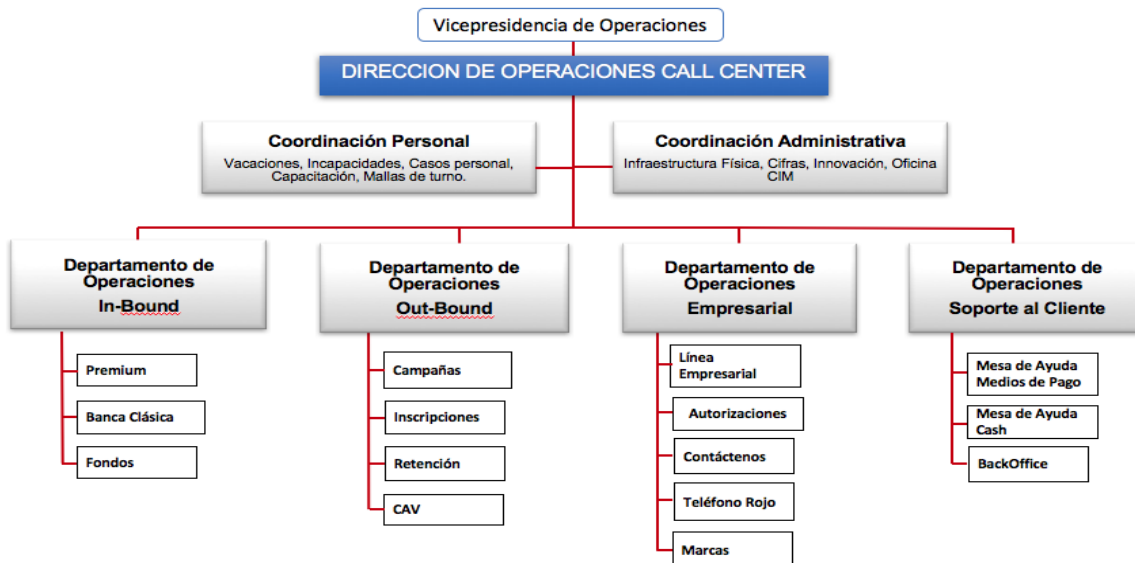 Vicepresidencia de Operaciones
DIRECCION DE OPERACIONES CALL CENTER
Coordinación Personal
Vacaciones, Incapacidades, Casos personal,
Capacitación, Mallas de turno.
Coordinación Administrativa
Infraestructura Física, Cifras, Innovación, Oficina
CIM
Departamento de
Operaciones
In-Bound
Premium
Banca Clásica
Fondos
Departamento de
Operaciones
Out-Bound
Campañas
Inscripciones
Retención
CAV
Departamento de
Operaciones
Empresarial
Línea
Empresarial
Autorizaciones
Contáctenos
Teléfono Rojo
Marcas
Departamento de
Operaciones
Soporte al Cliente
Mesa de Ayuda
Medios de Pago
Mesa de Ayuda
Cash
BackOffice